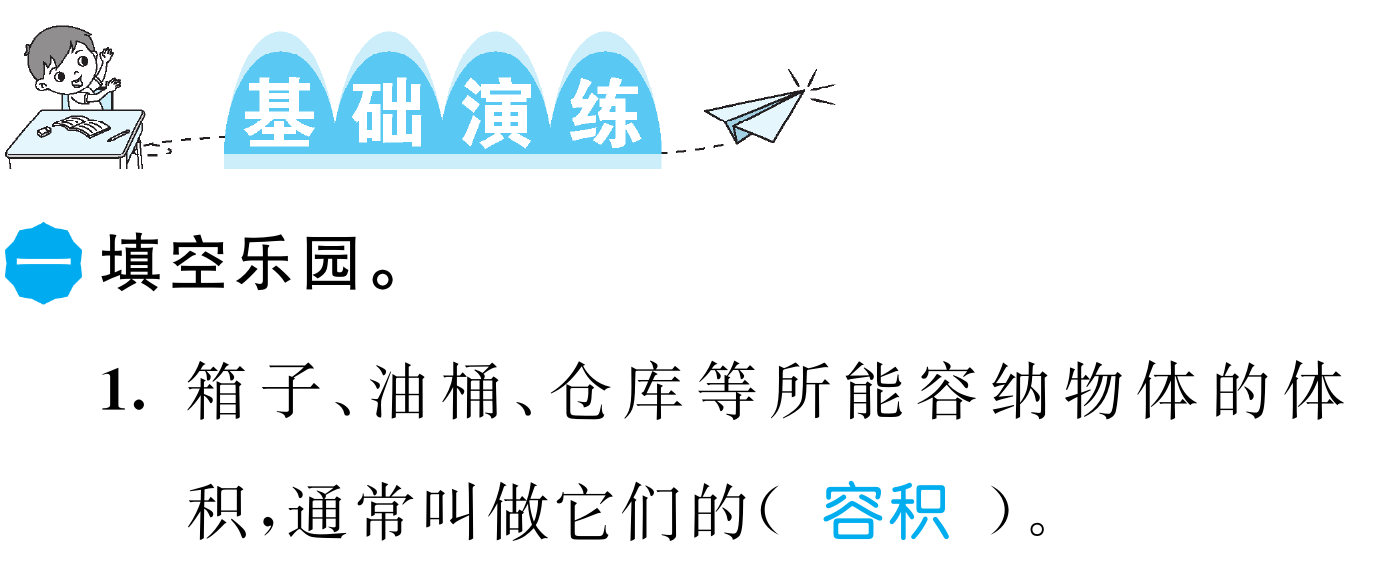 基础演练
一 填空乐园。
1. 箱子、油桶、仓库等所能容纳物体的体
积,通常叫做它们的( 容积 )。